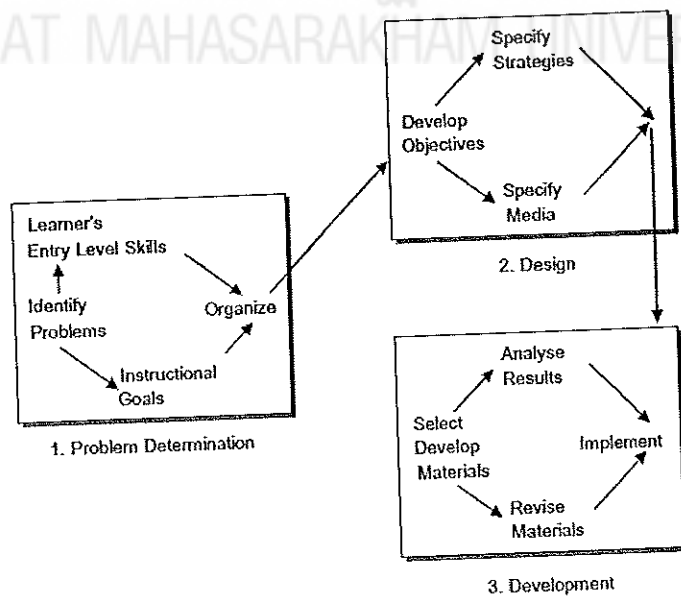 AT MAHASARAKHAM UNIVER
Specify
Strategies
Develop
Objectives
Specify
Media
2. Design
Learner's
Entry Level Skills
Identify
Problems
Organize
Instructional
Goals
1. Problem Determination
Analyse
Results
Select
Develop
Materials
Implement
Revise
Materials
3. Development